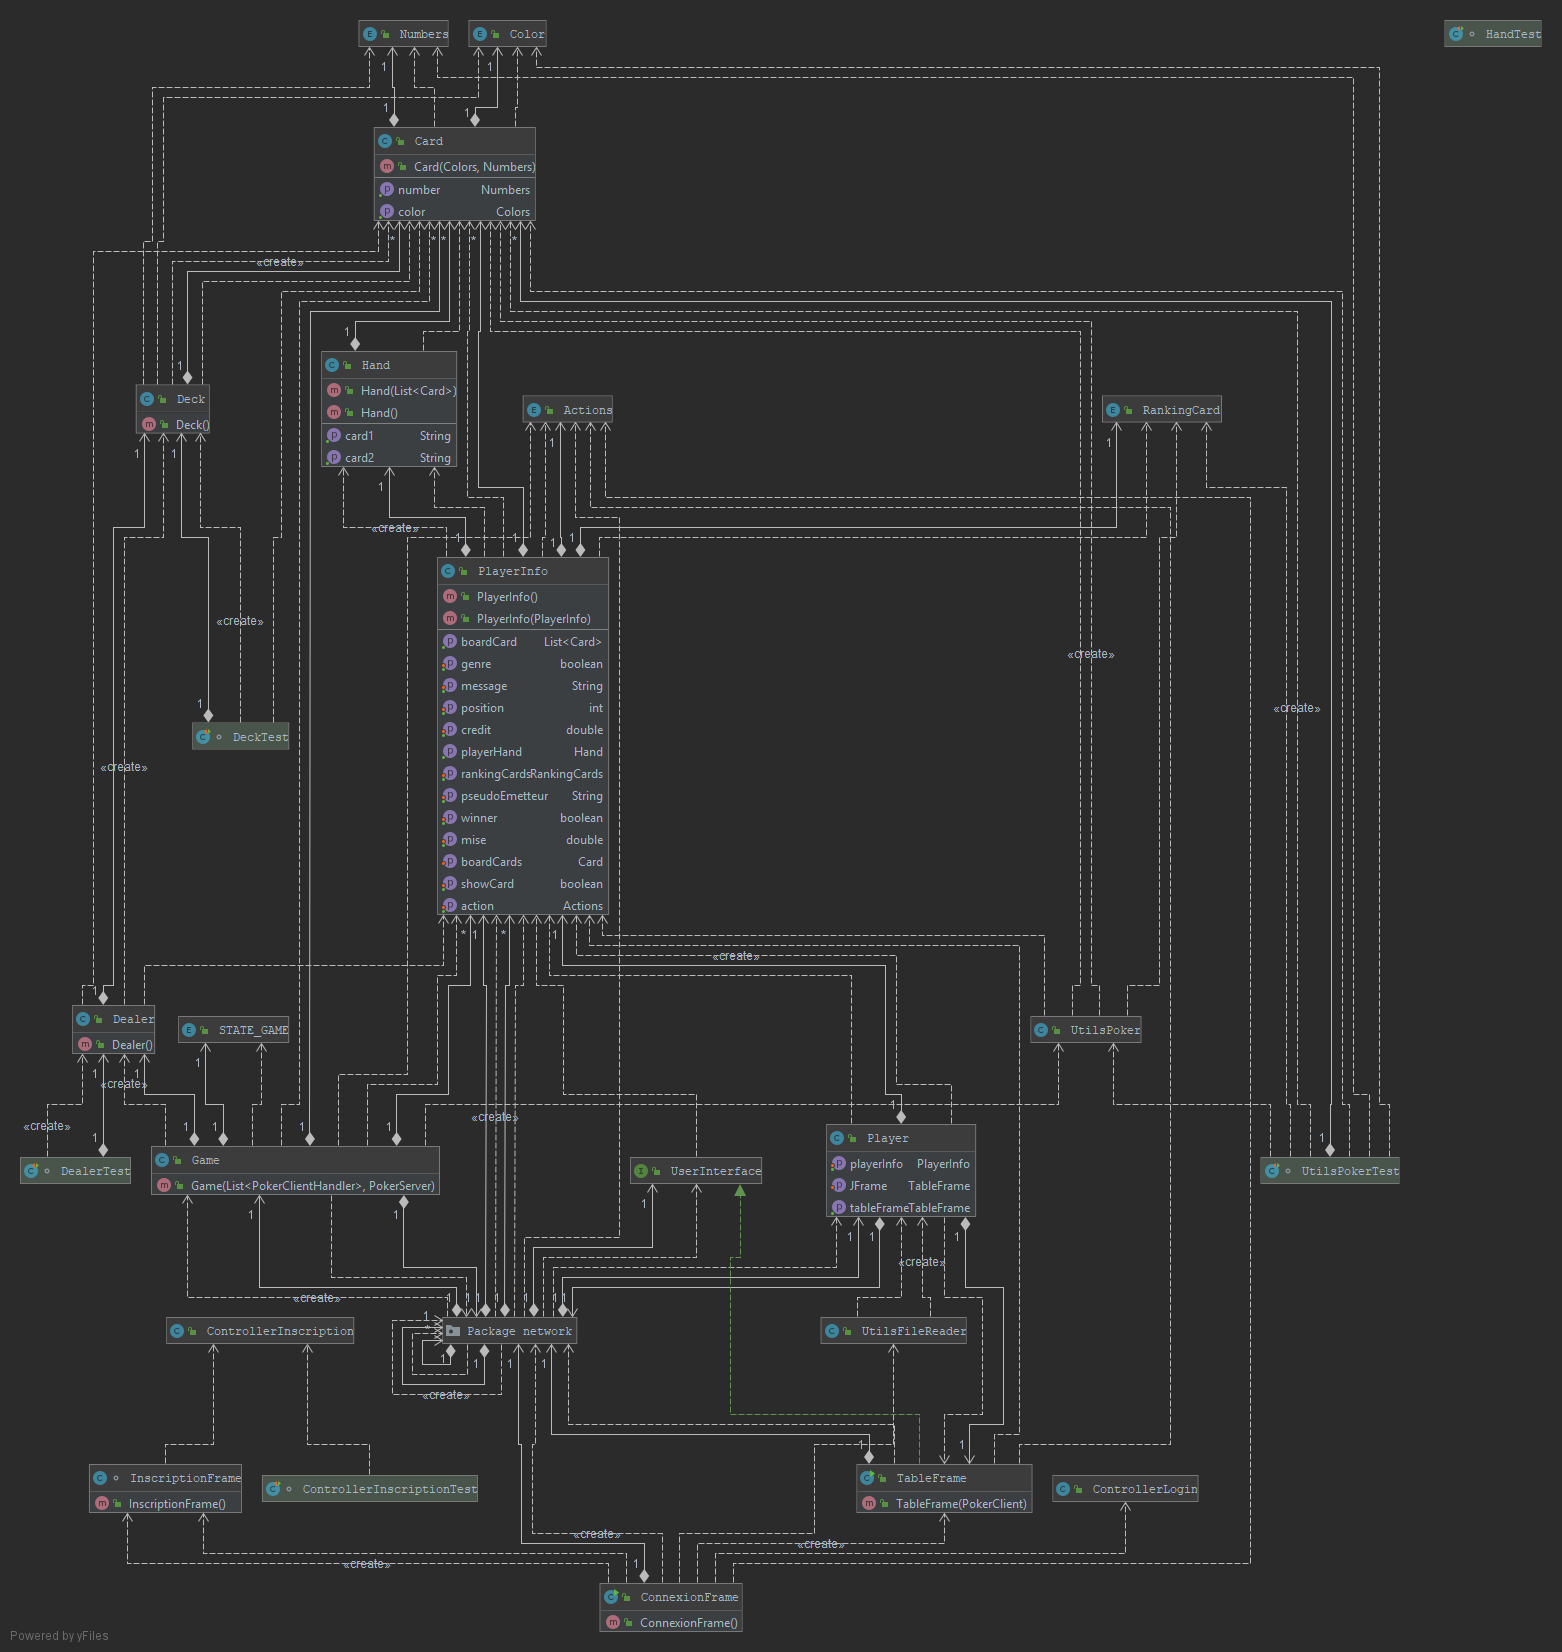 Numbers
Color
HandTest
1
1
1
1
Card
Card(Colors, Numbers)
number Numbers
color Colors
* * * * *
«create»
1
1
Hand
Hand(List<Card>)
Hand()
card1 String
card2 String
Deck
Deck()
Actions
RankingCard
1
1
1
1
1
«create»
1
1
1
PlayerInfo
PlayerInfo()
PlayerInfo(PlayerInfo)
boardCard List<Card>
genre boolean
message String
position int
credit double
playerHand Hand
rankingCardsRankingCards
pseudoEmetteur String
winner boolean
mise double
boardCards Card
showCard boolean
action Actions
«create»
«create»
«create»
1
DeckTest
«create»
* 1 * 1
«create»
1
Dealer
Dealer()
STATE_GAME
UtilsPoker
1
1
1
1
«create»
«create»
1
1
1
1
1
«create»
1
1
DealerTest
Game
Game(List<PokerClientHandler>, PokerServer)
UserInterface
Player
playerInfo PlayerInfo
JFrame TableFrame
tableFrameTableFrame
UtilsPokerTest
1
1
1
1
1
1
«create»
«create»
1
1
1
1
1
ControllerInscription
Package network
UtilsFileReader
1
*
1
1
1
1
«create»
1
1
InscriptionFrame
InscriptionFrame()
ControllerInscriptionTest
TableFrame
TableFrame(PokerClient)
ControllerLogin
«create»
«create»
«create»
1
ConnexionFrame
ConnexionFrame()
Powered by yFiles